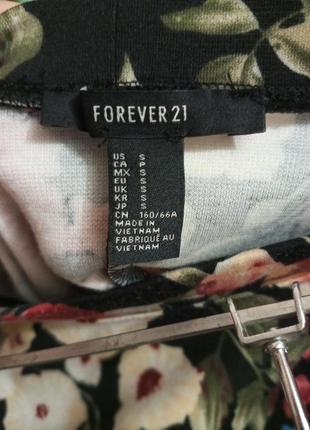 FOREVER 21
US S
CA P
MX S
EU S
UK S
KR S
JP S
CN 160/66A
MADE IN
VIETNAM
FABRIQUÉ AU
VIETNAM